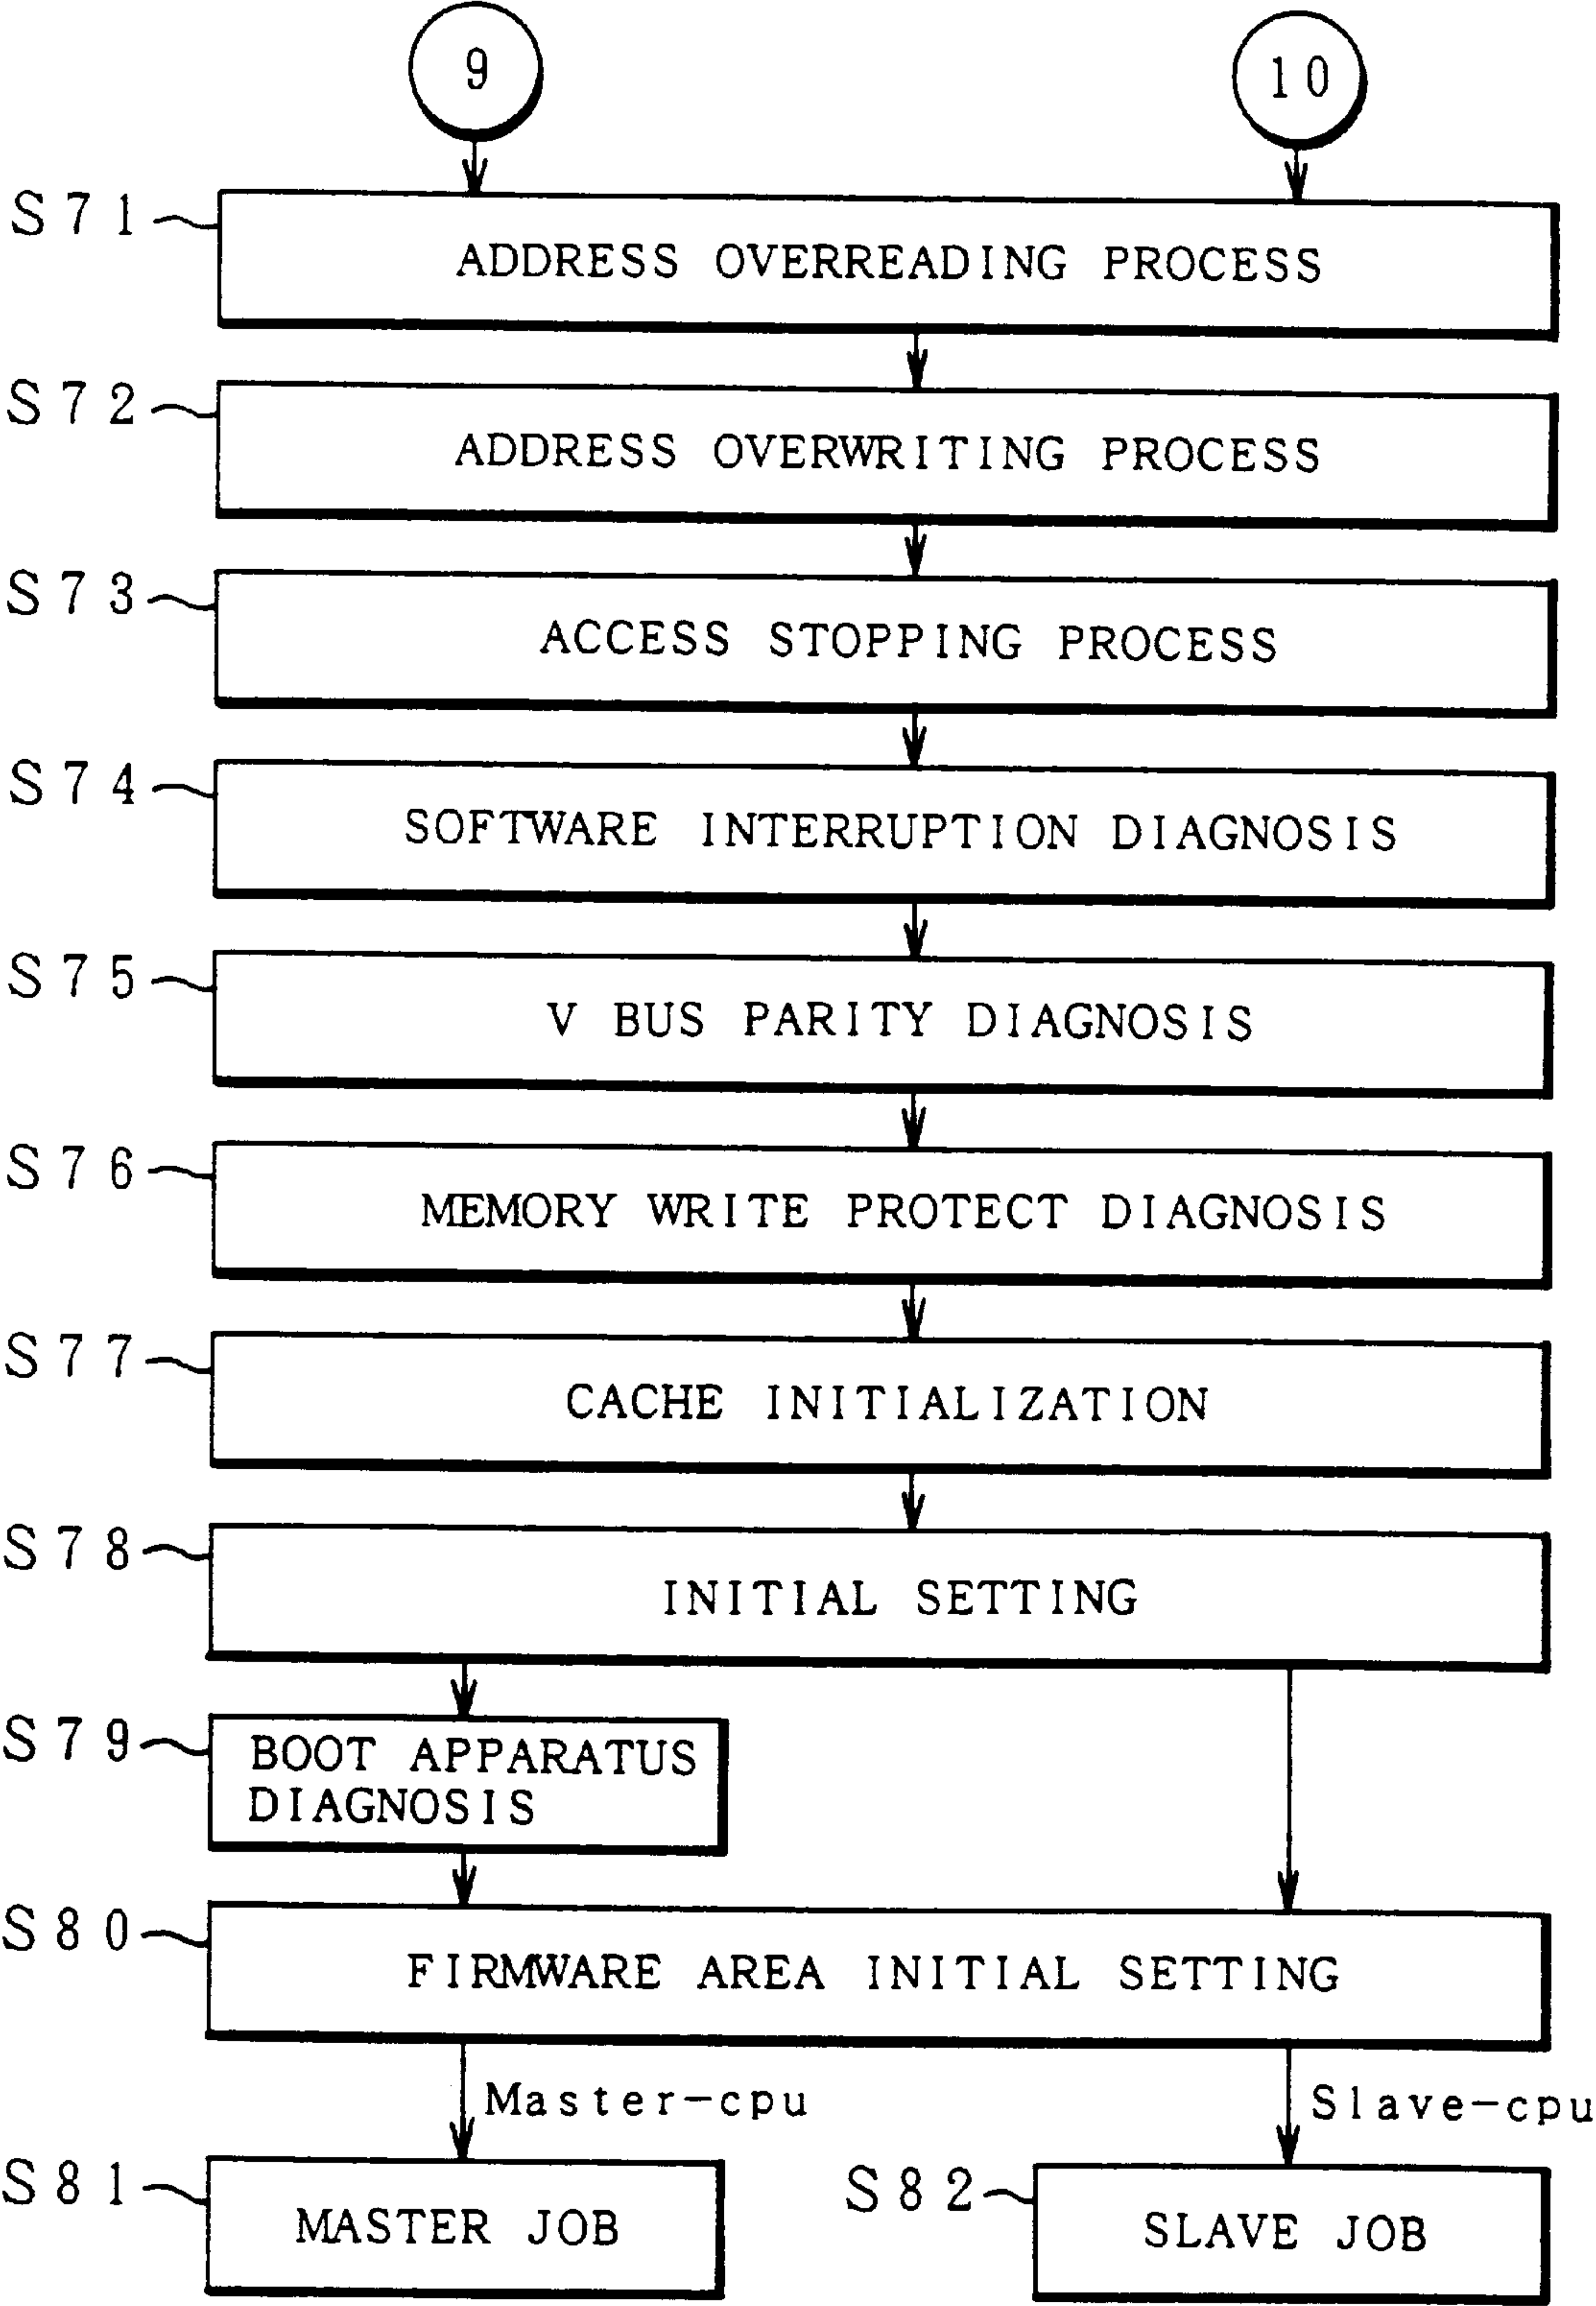 9
10
S71
ADDRESS OVERREADING PROCESS
S72
ADDRESS OVERWRITING PROCESS
S73
ACCESS STOPPING PROCESS
S74
SOFTWARE INTERRUPTION DIAGNOSIS
S75
V BUS PARITY DIAGNOSIS
S76
MEMORY WRITE PROTECT DIAGNOSIS
S77
CACHE INITIALIZATION
S78
INITIAL SETTING
S79
BOOT APPARATUS
DIAGNOSIS
S80
FIRMWARE AREA INITIAL SETTING
Master-cpu
Slave-cpu
S81
MASTER JOB
S82
SLAVE JOB